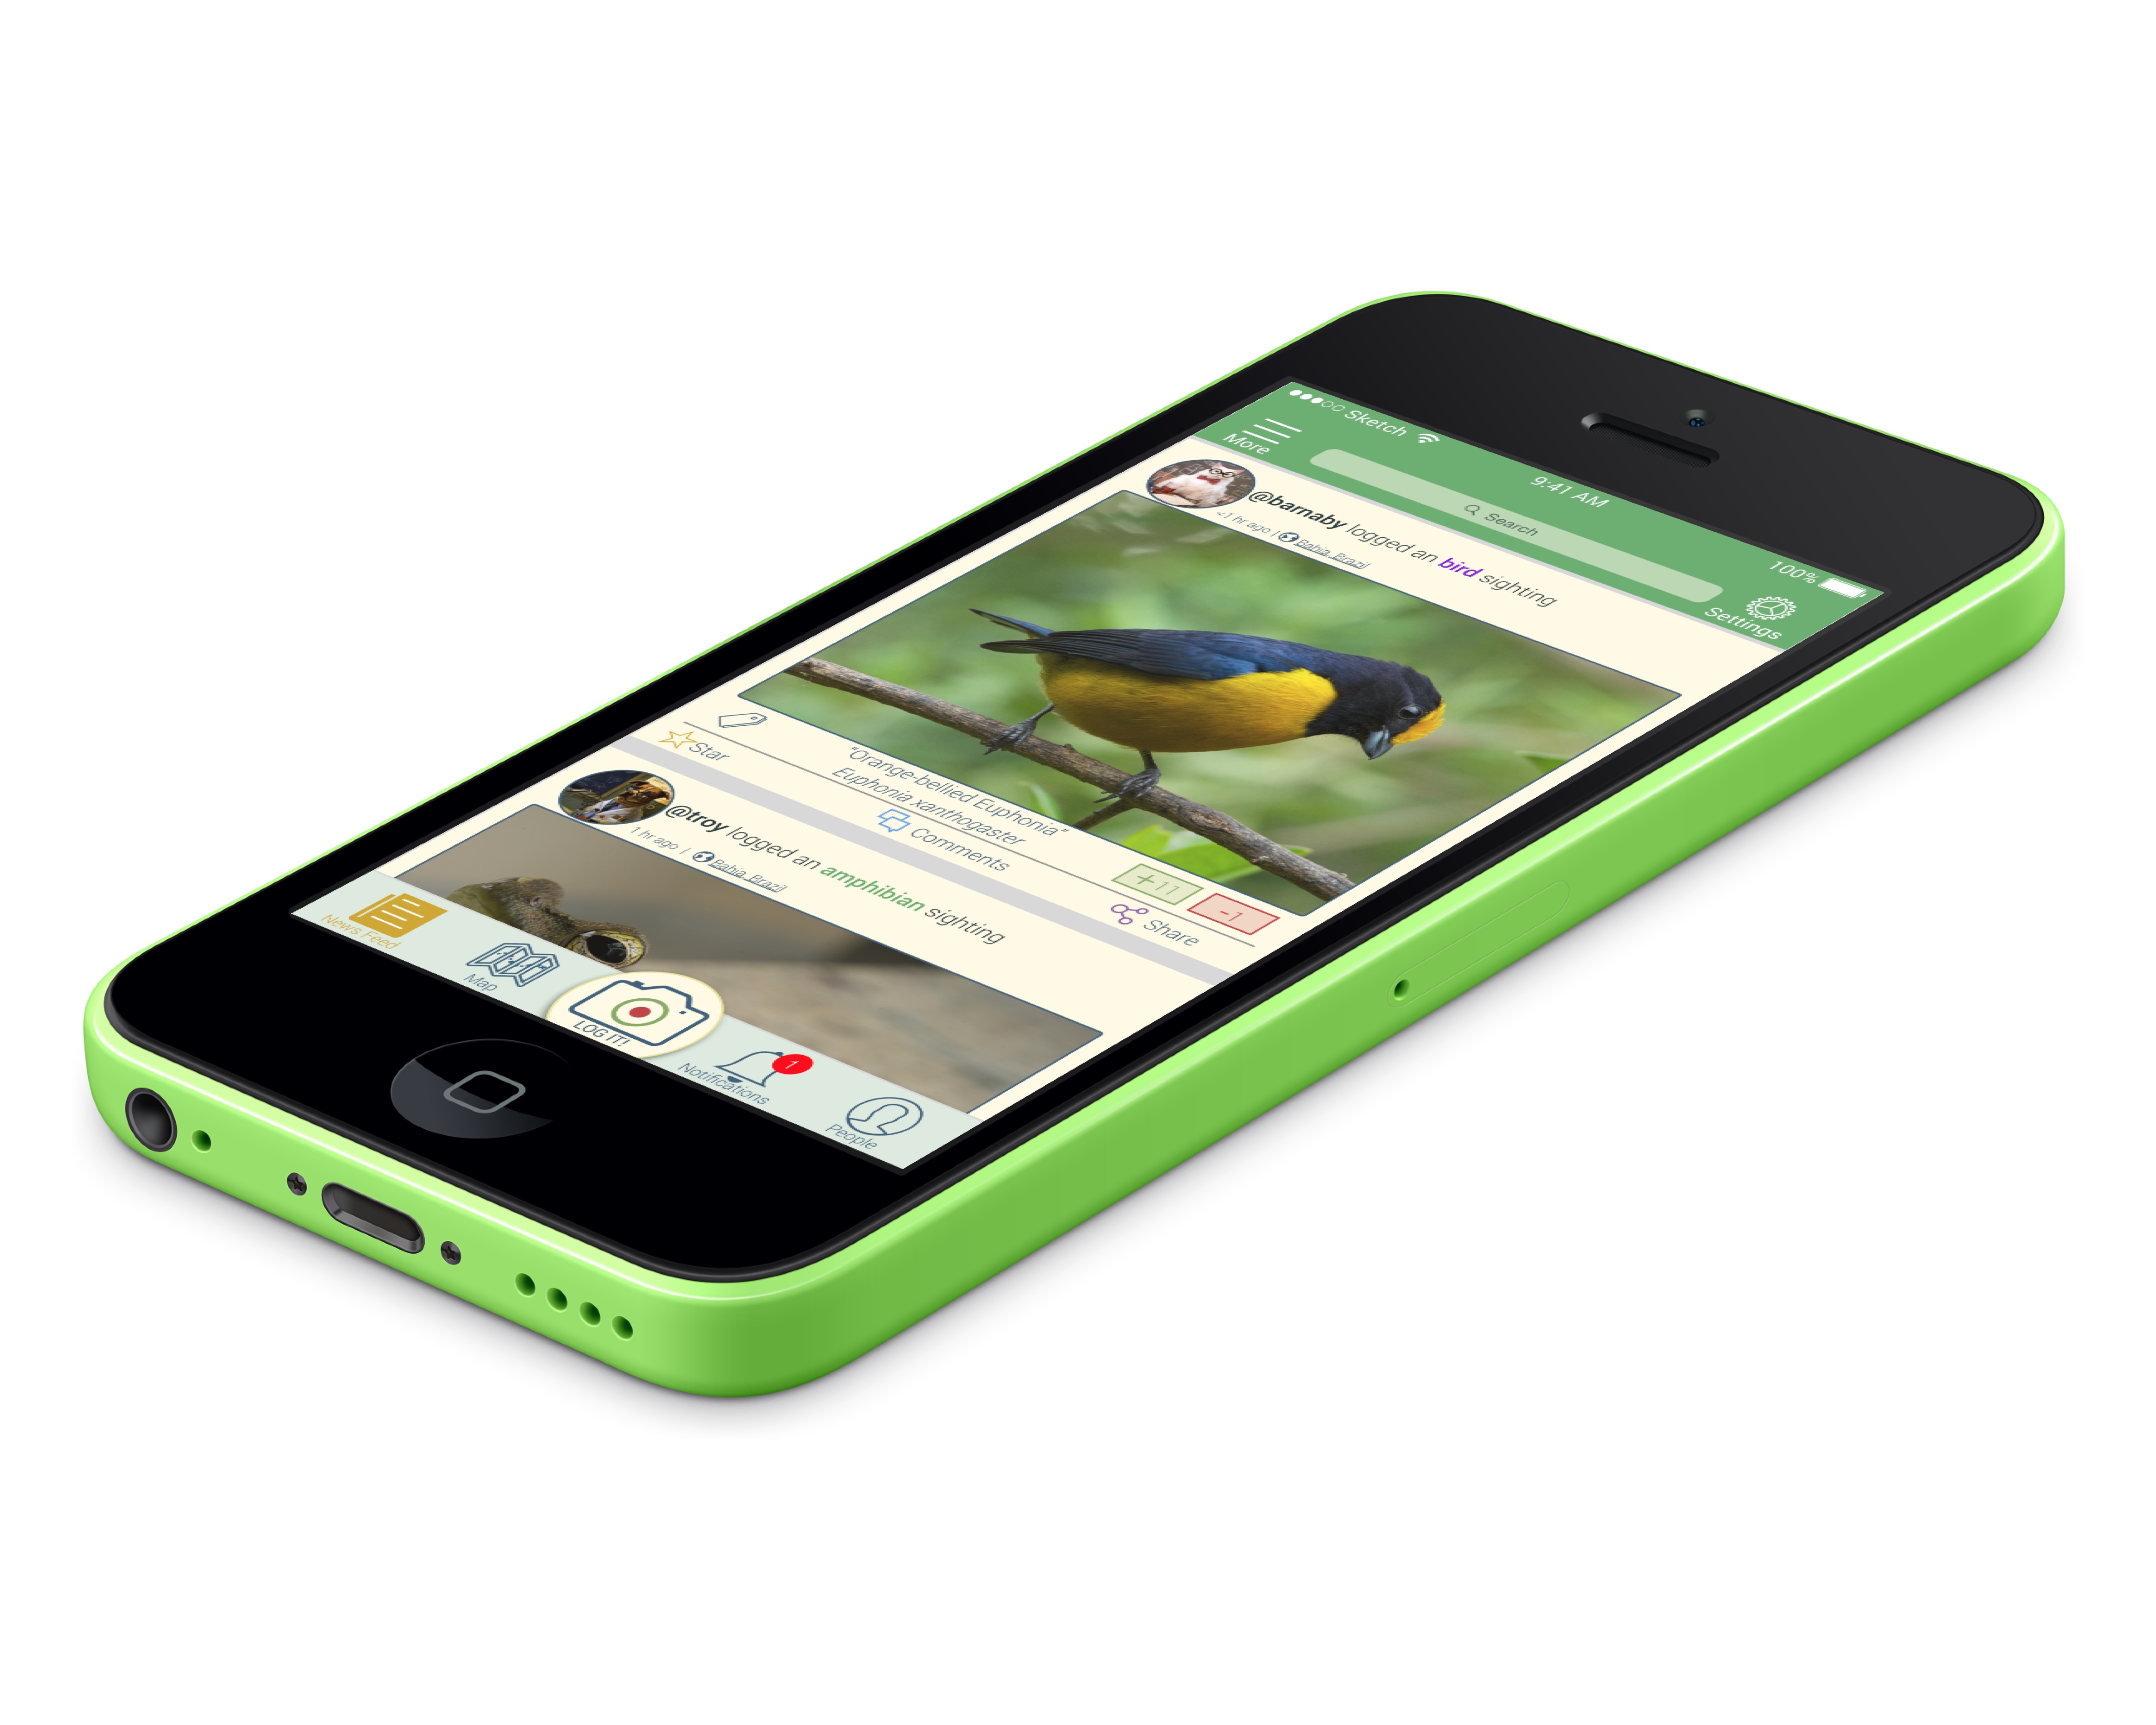 Sketch
9:41 AM
100%
More
Search
Settings
@barnaby logged an bird sighting
<1 hr ago | Bahia, Brazil
"Orange-bellied Euphonia"
Euphonia xanthogaster
+11
-1
Star
Comments
Share
@troy logged an amphibian sighting
1 hr ago | Bahia, Brazil
News Feed
Map
LOG IT!
Notifications
1
People